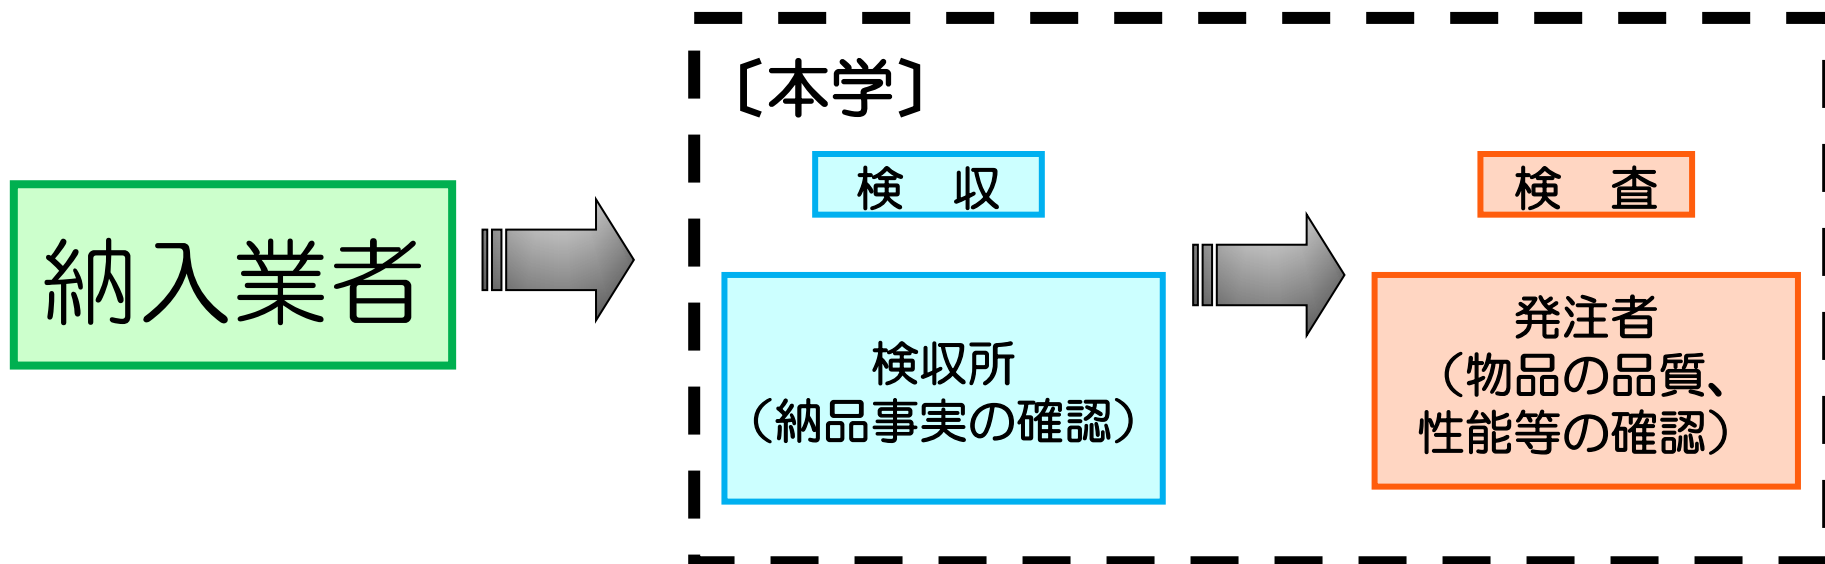 〔本学〕
納入業者
検　収
検収所
（納品事実の確認）
検　査
発注者
（物品の品質、
性能等の確認）